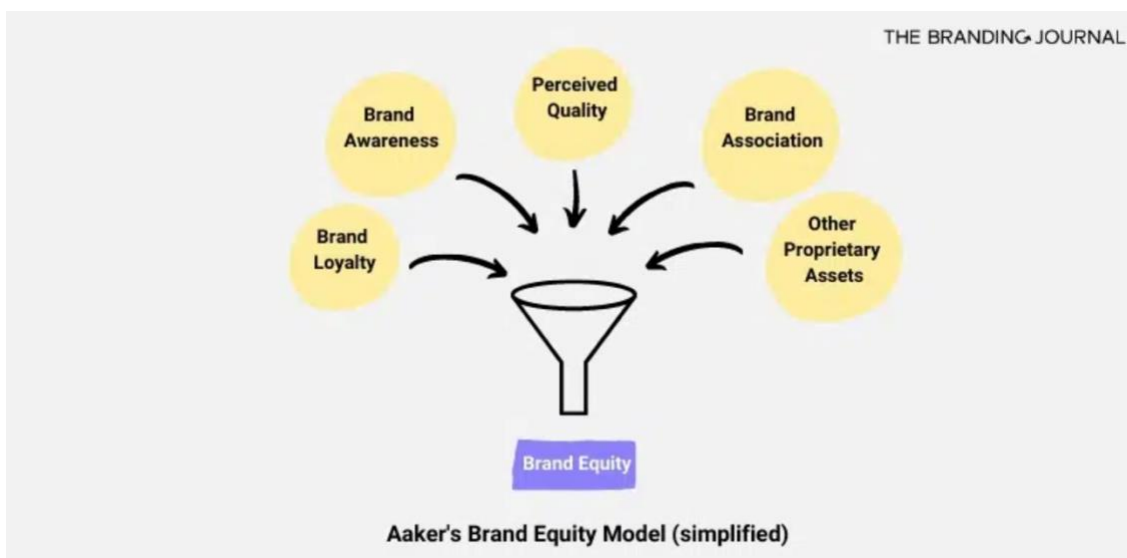 THE BRANDING JOURNAL
Perceived
Quality
Brand
Awareness
Brand
Association
Brand
Loyalty
Other
Proprietary
Assets
Brand Equity
Aaker's Brand Equity Model (simplified)